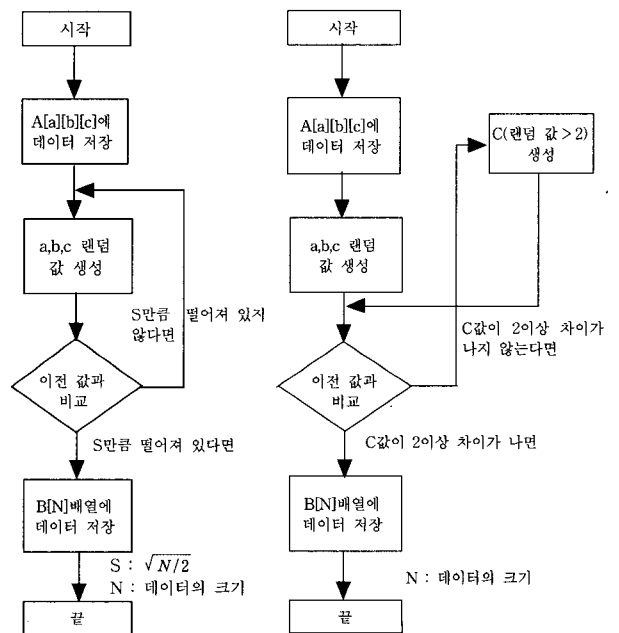 시작
A[a][b][c]에
데이터 저장
a,b,c 랜덤
값 생성
S만큼 떨어져 있지
않다면
이전 값과
비교
S만큼 떨어져 있다면
B[N]배열에
데이터 저장
S : √N/2
N : 데이터의 크기
끝
시작
A[a][b][c]에
데이터 저장
C(랜덤 값>2)
생성
a,b,c 랜덤
값 생성
C값이 2이상 차이가
나지 않는다면
이전 값과
비교
C값이 2이상 차이가 나면
B[N]배열에
데이터 저장
N : 데이터의 크기
끝